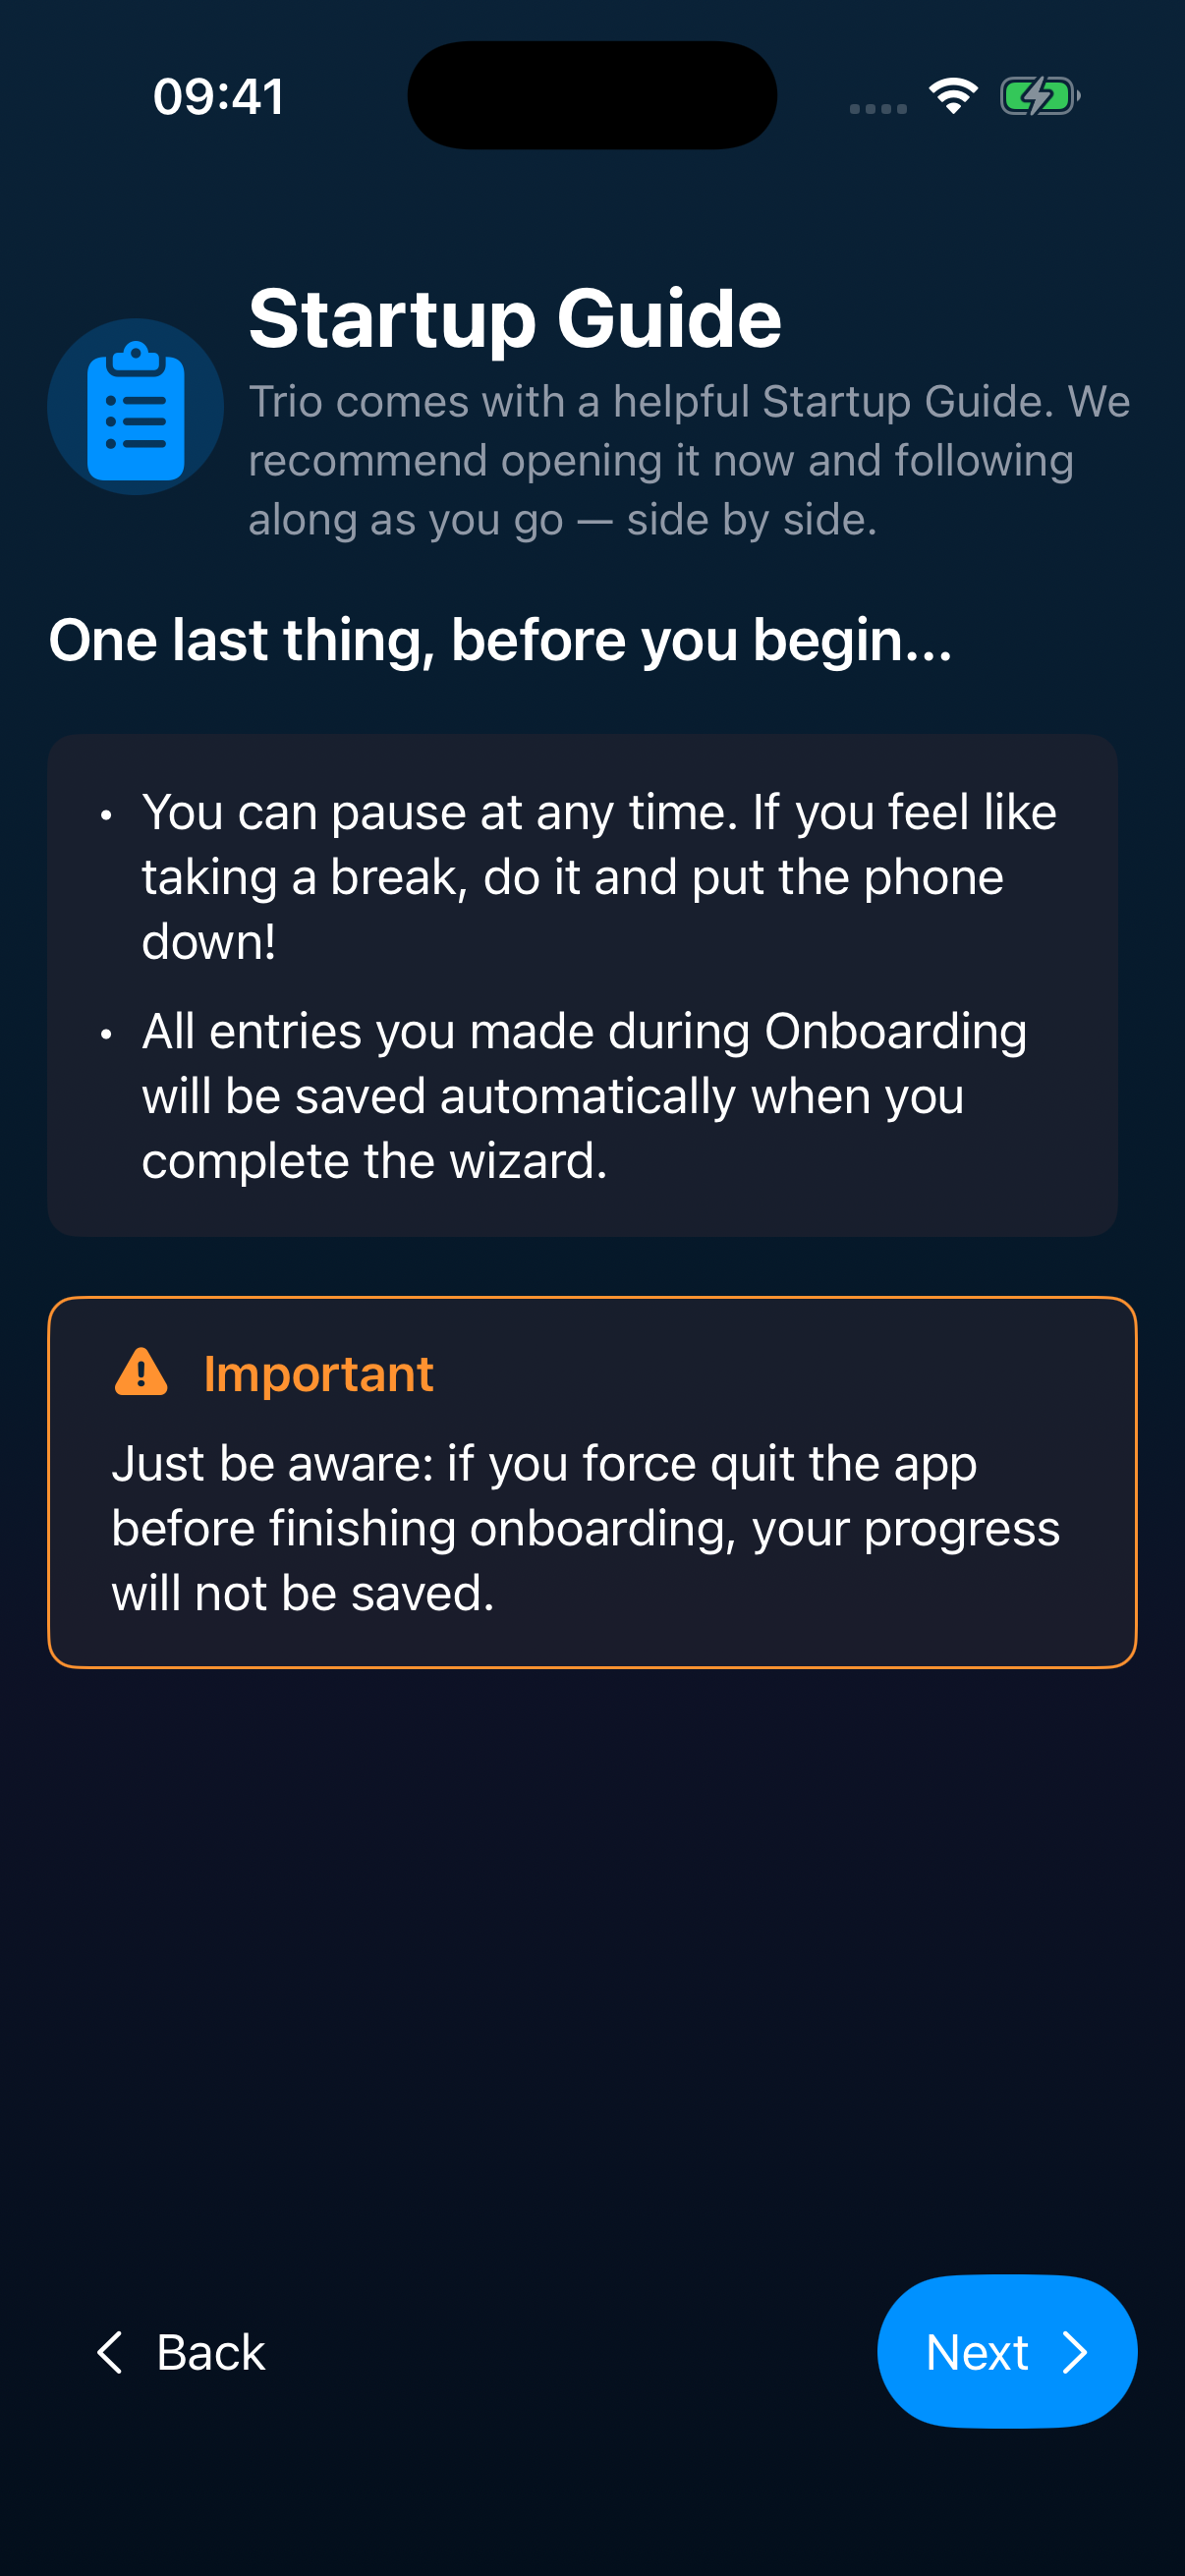 09:41
Startup Guide
Trio comes with a helpful Startup Guide. We
recommend opening it now and following
along as you go — side by side.
One last thing, before you begin...
• You can pause at any time. If you feel like
taking a break, do it and put the phone
down!
• All entries you made during Onboarding
will be saved automatically when you
complete the wizard.
Important
Just be aware: if you force quit the app
before finishing onboarding, your progress
will not be saved.
Back
Next